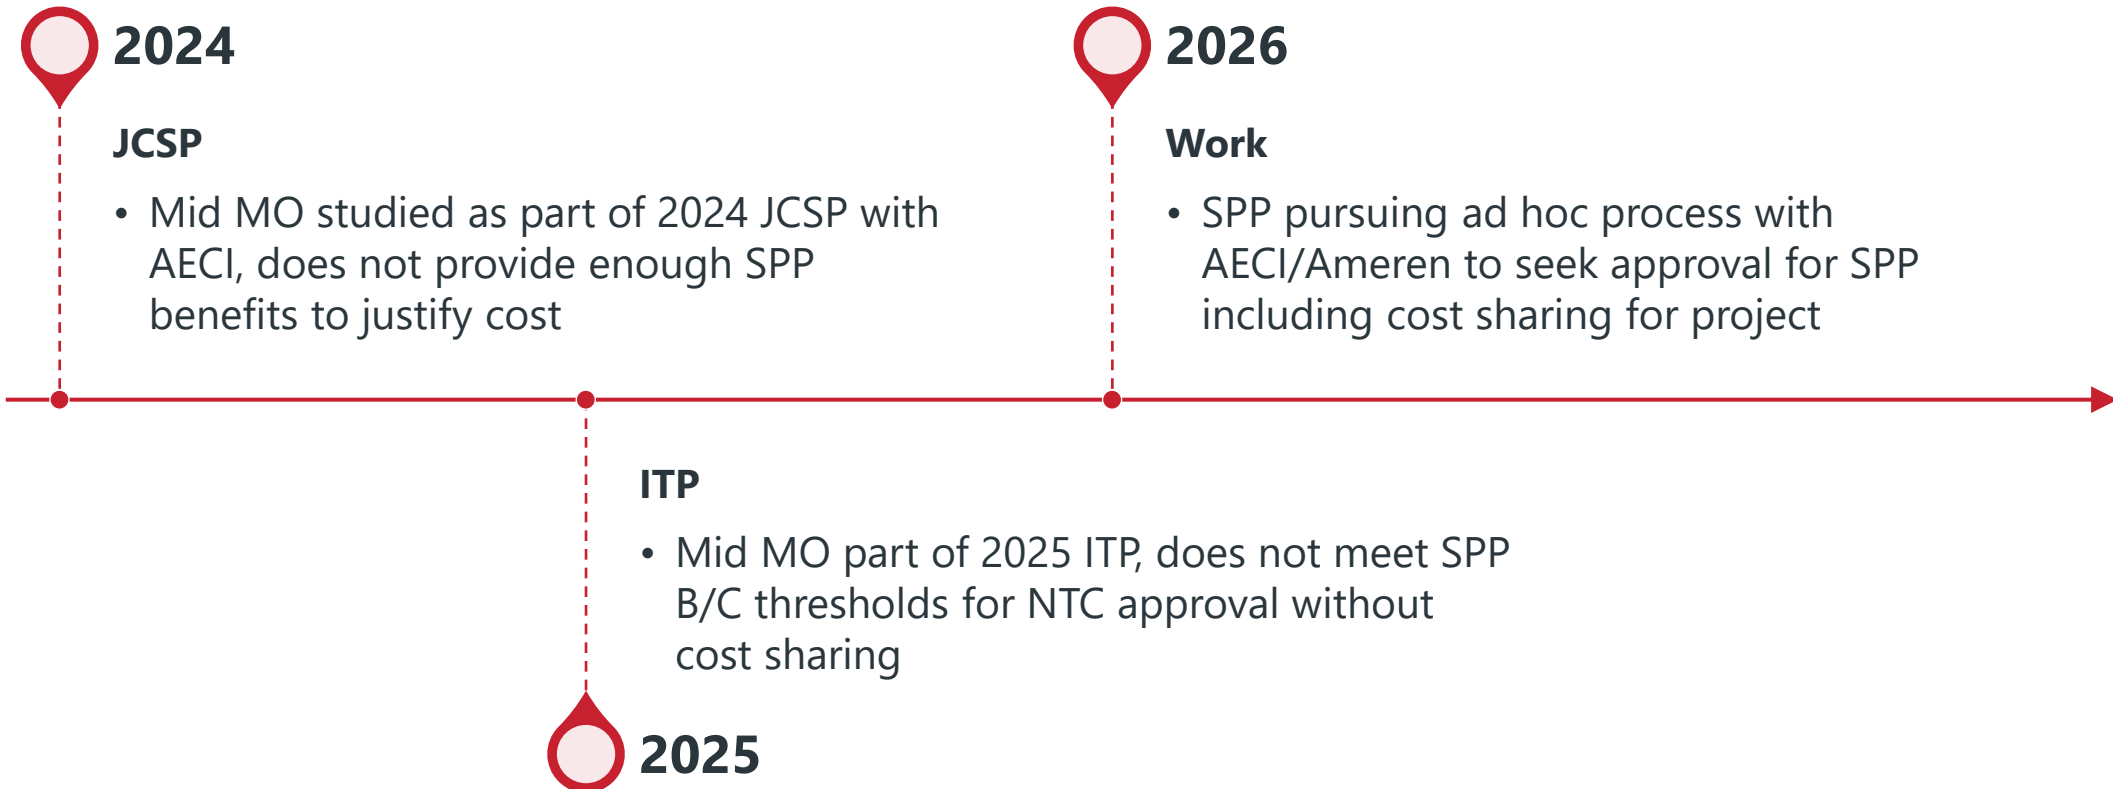 2024
JCSP
• Mid MO studied as part of 2024 JCSP with
AECI, does not provide enough SPP
benefits to justify cost
2026
Work
• SPP pursuing ad hoc process with
AECI/Ameren to seek approval for SPP
including cost sharing for project
ITP
• Mid MO part of 2025 ITP, does not meet SPP
B/C thresholds for NTC approval without
cost sharing
2025